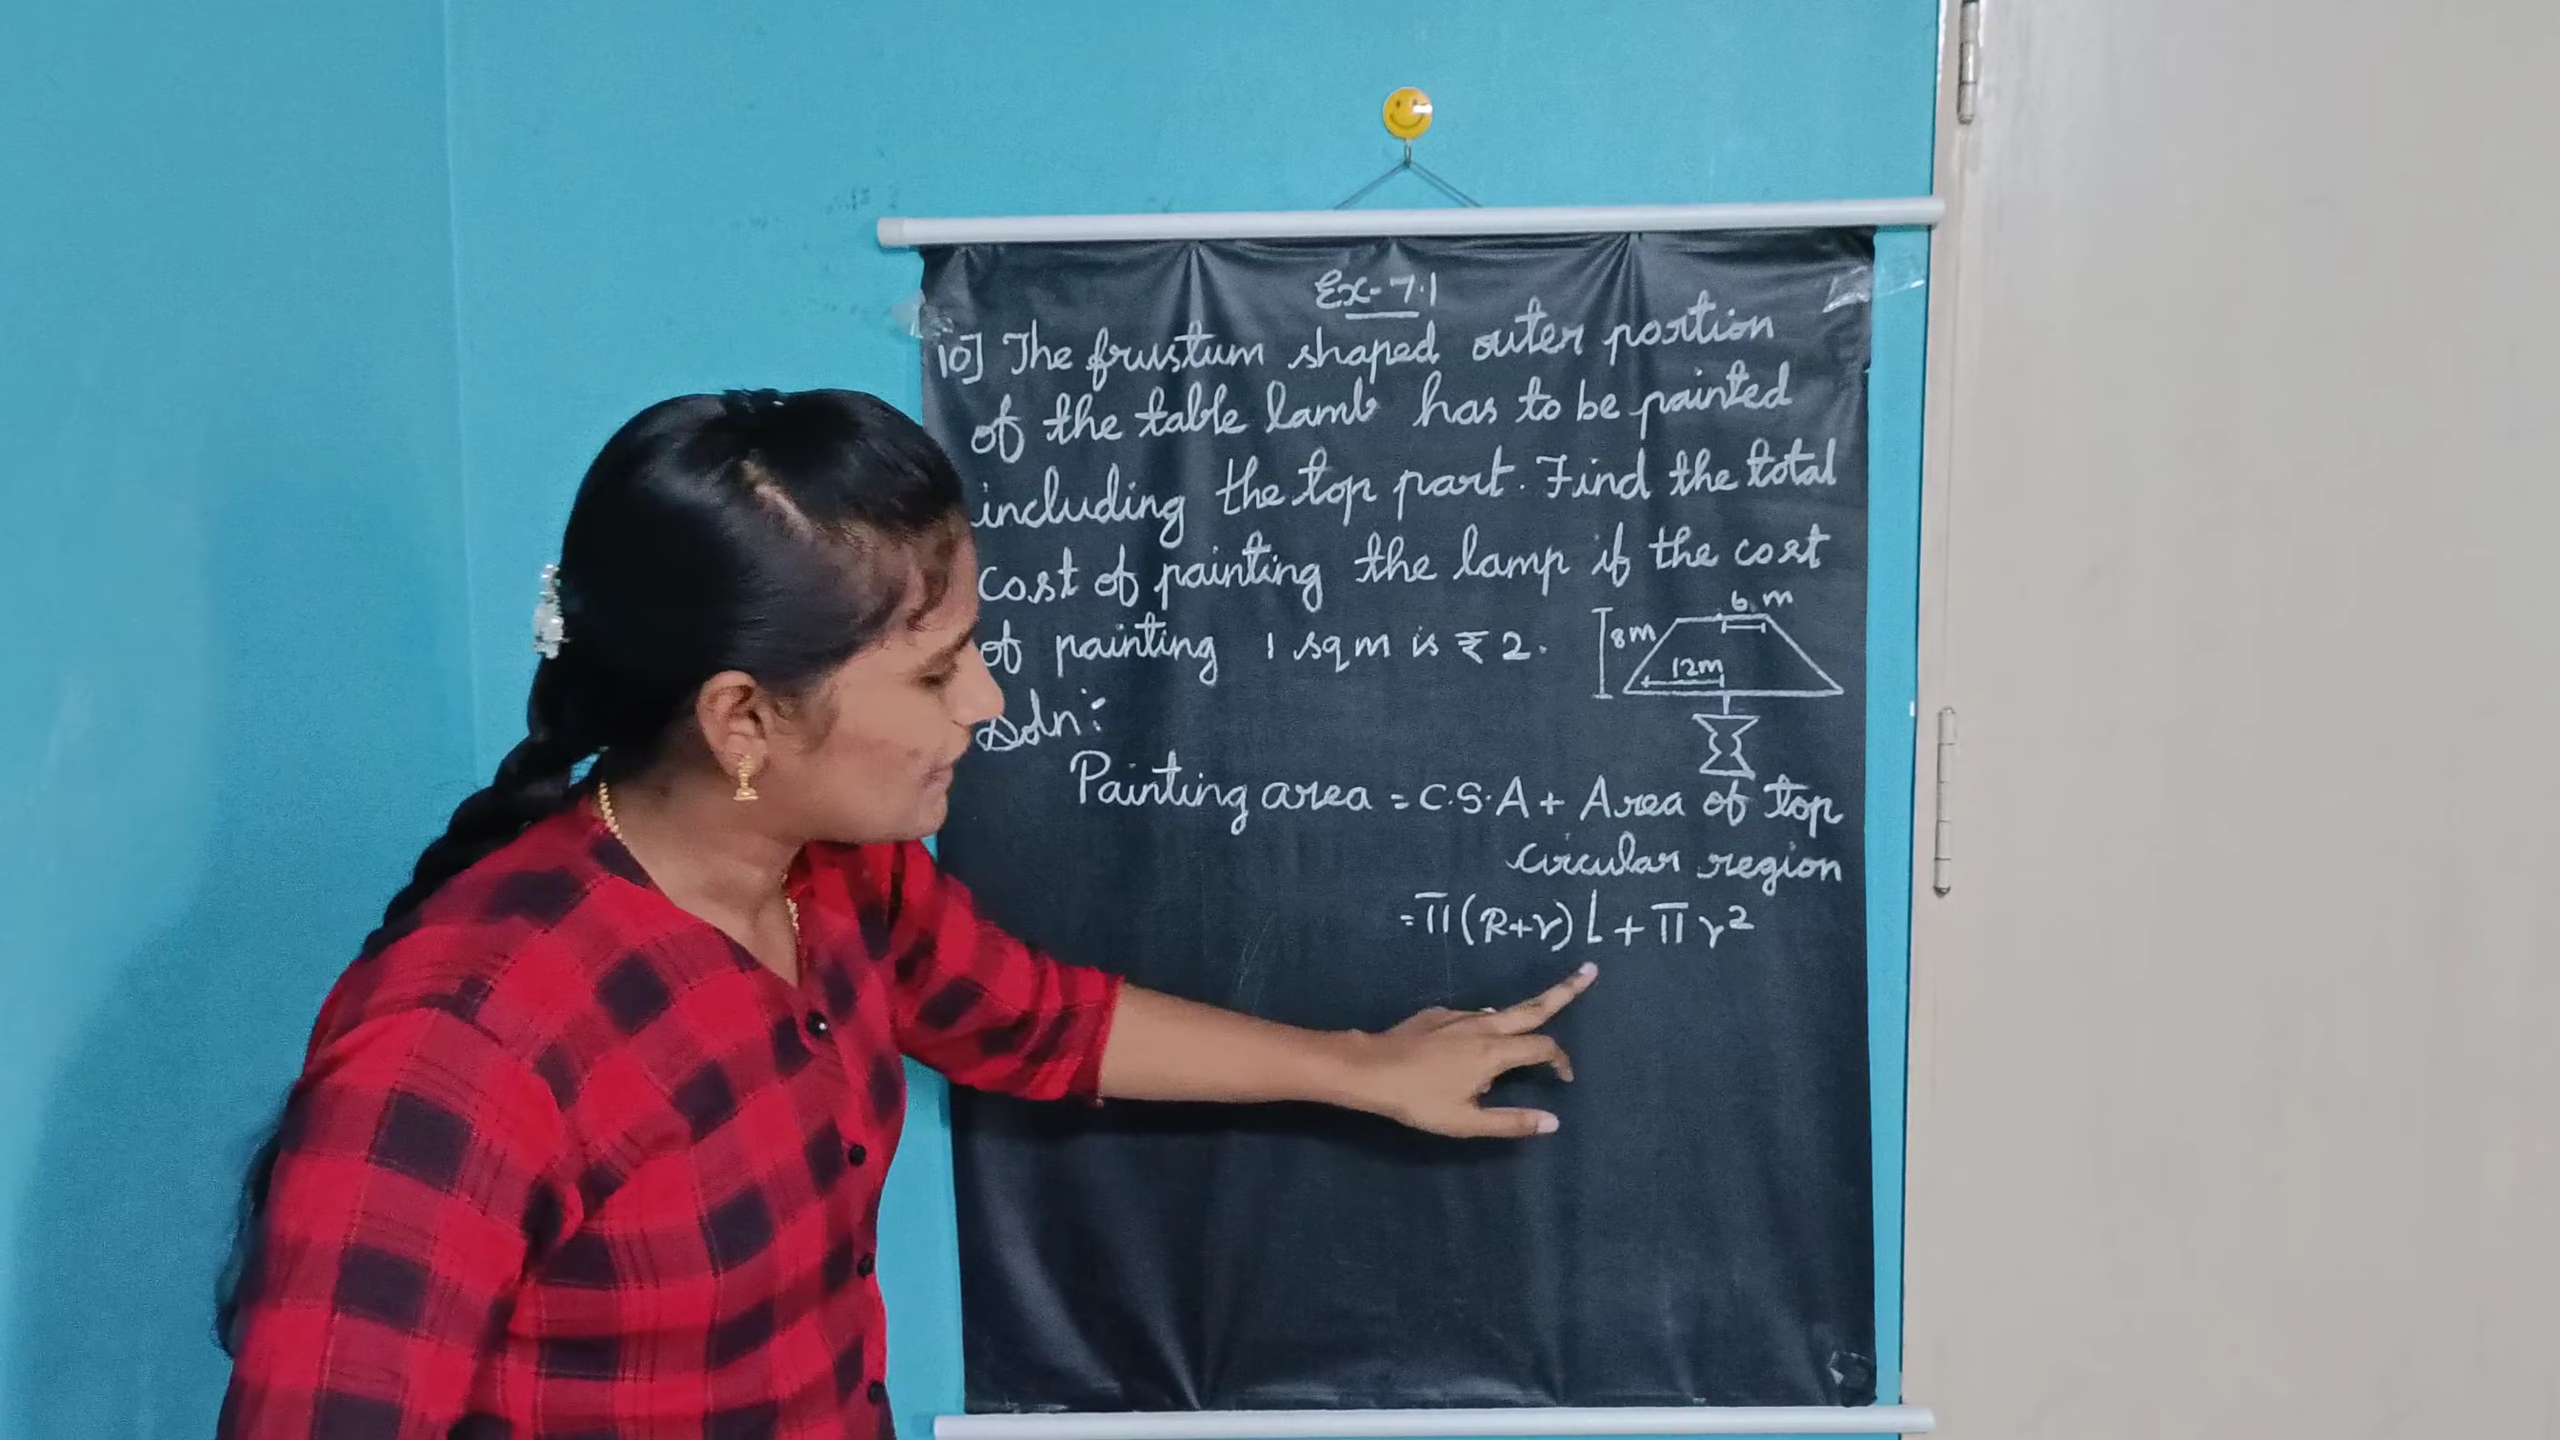 Ex-7.1
10] The frustum shaped outer portion
of the table lamb has to be painted
including the top part. Find the total
cost of painting the lamp if the cost
of painting 1 sqm is ₹ 2.
6 m
8m
12m
Soln:
Painting area = C.S.A + Area of top
circular region
= π(R+r) L + π r²